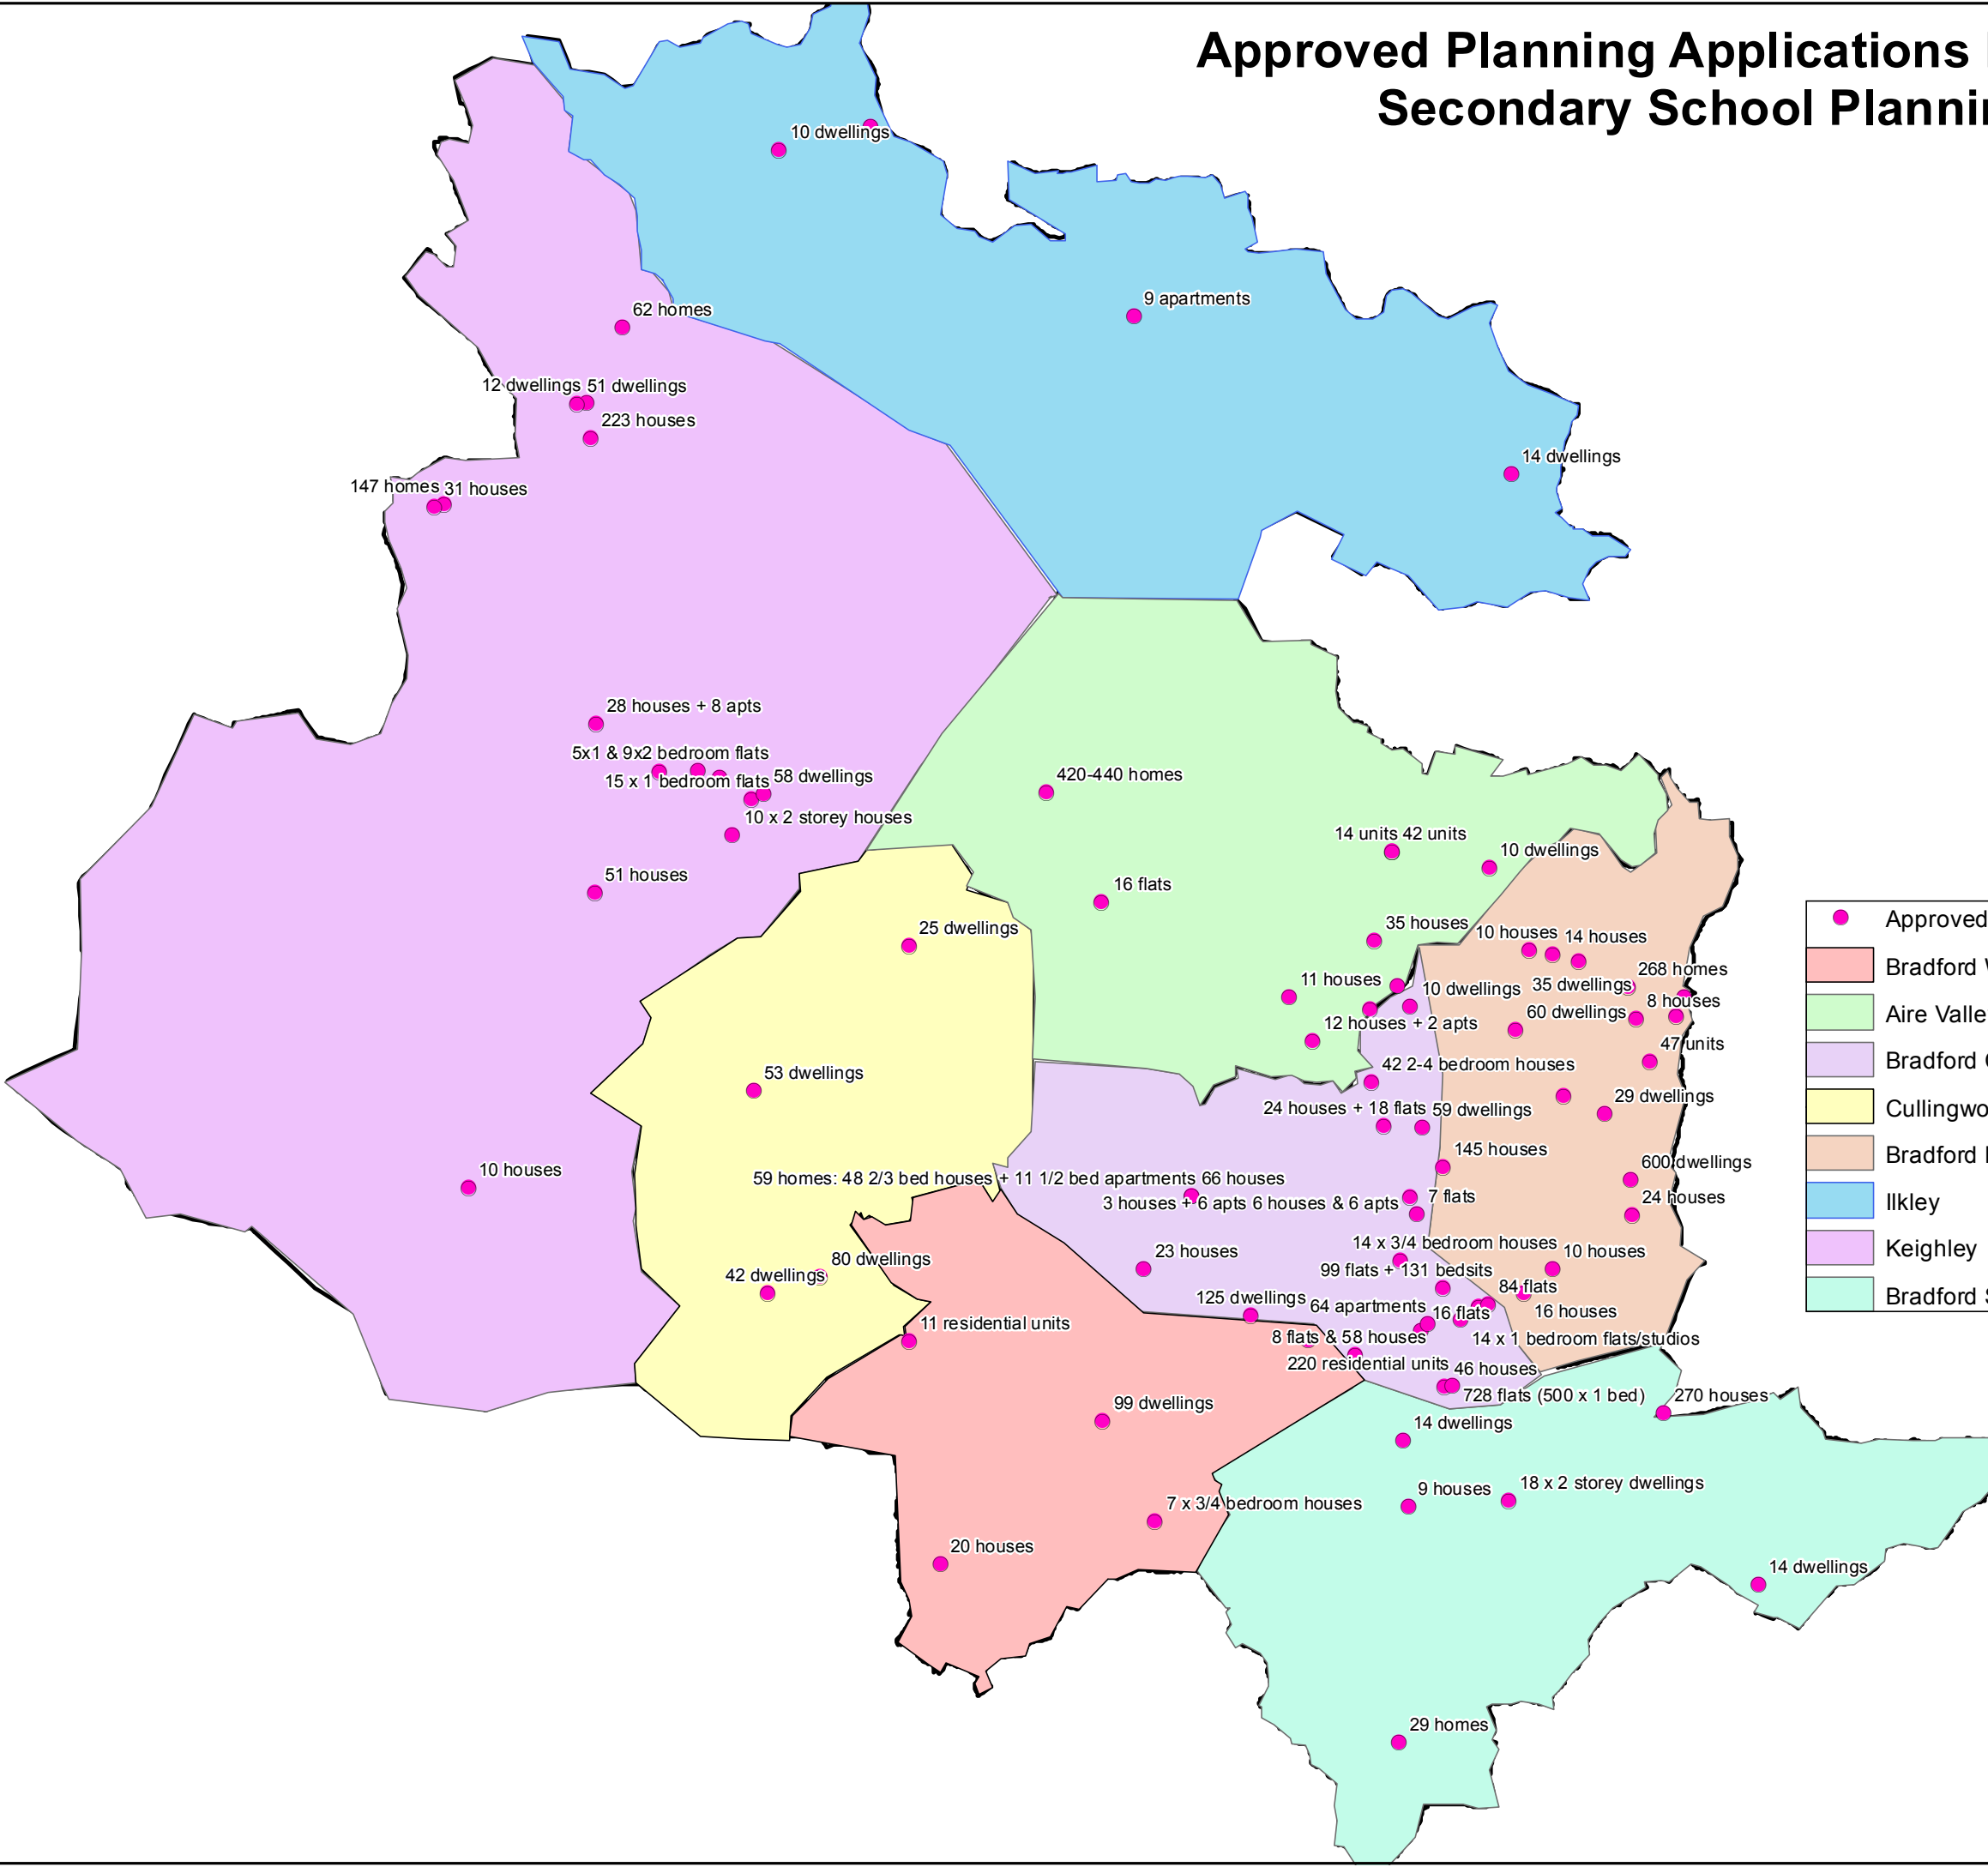 Approved Planning Applications
Secondary School Plannin
10 dwellings
9 apartments
62 homes
12 dwellings 51 dwellings
223 houses
14 dwellings
147 homes 31 houses
28 houses + 8 apts
5x1 & 9x2 bedroom flats
15 x 1 bedroom flats
58 dwellings
10 x 2 storey houses
51 houses
420-440 homes
14 units 42 units
10 dwellings
16 flats
25 dwellings
35 houses
10 houses
14 houses
268 homes
11 houses
10 dwellings
35 dwellings
8 houses
60 dwellings
12 houses + 2 apts
47 units
42 2-4 bedroom houses
53 dwellings
29 dwellings
24 houses + 18 flats
59 dwellings
145 houses
600 dwellings
10 houses
59 homes: 48 2/3 bed houses + 11 1/2 bed apartments 66 houses
3 houses + 6 apts 6 houses & 6 apts
7 flats
24 houses
14 x 3/4 bedroom houses
10 houses
23 houses
80 dwellings
42 dwellings
99 flats + 131 bedsits
84 flats
125 dwellings
64 apartments
16 flats
16 houses
11 residential units
8 flats & 58 houses
14 x 1 bedroom flats/studios
220 residential units
46 houses
728 flats (500 x 1 bed)
270 houses
99 dwellings
14 dwellings
9 houses
18 x 2 storey dwellings
7 x 3/4 bedroom houses
20 houses
14 dwellings
29 homes
Approved
Bradford
Aire Valle
Bradford
Cullingwo
Bradford
Ilkley
Keighley
Bradford